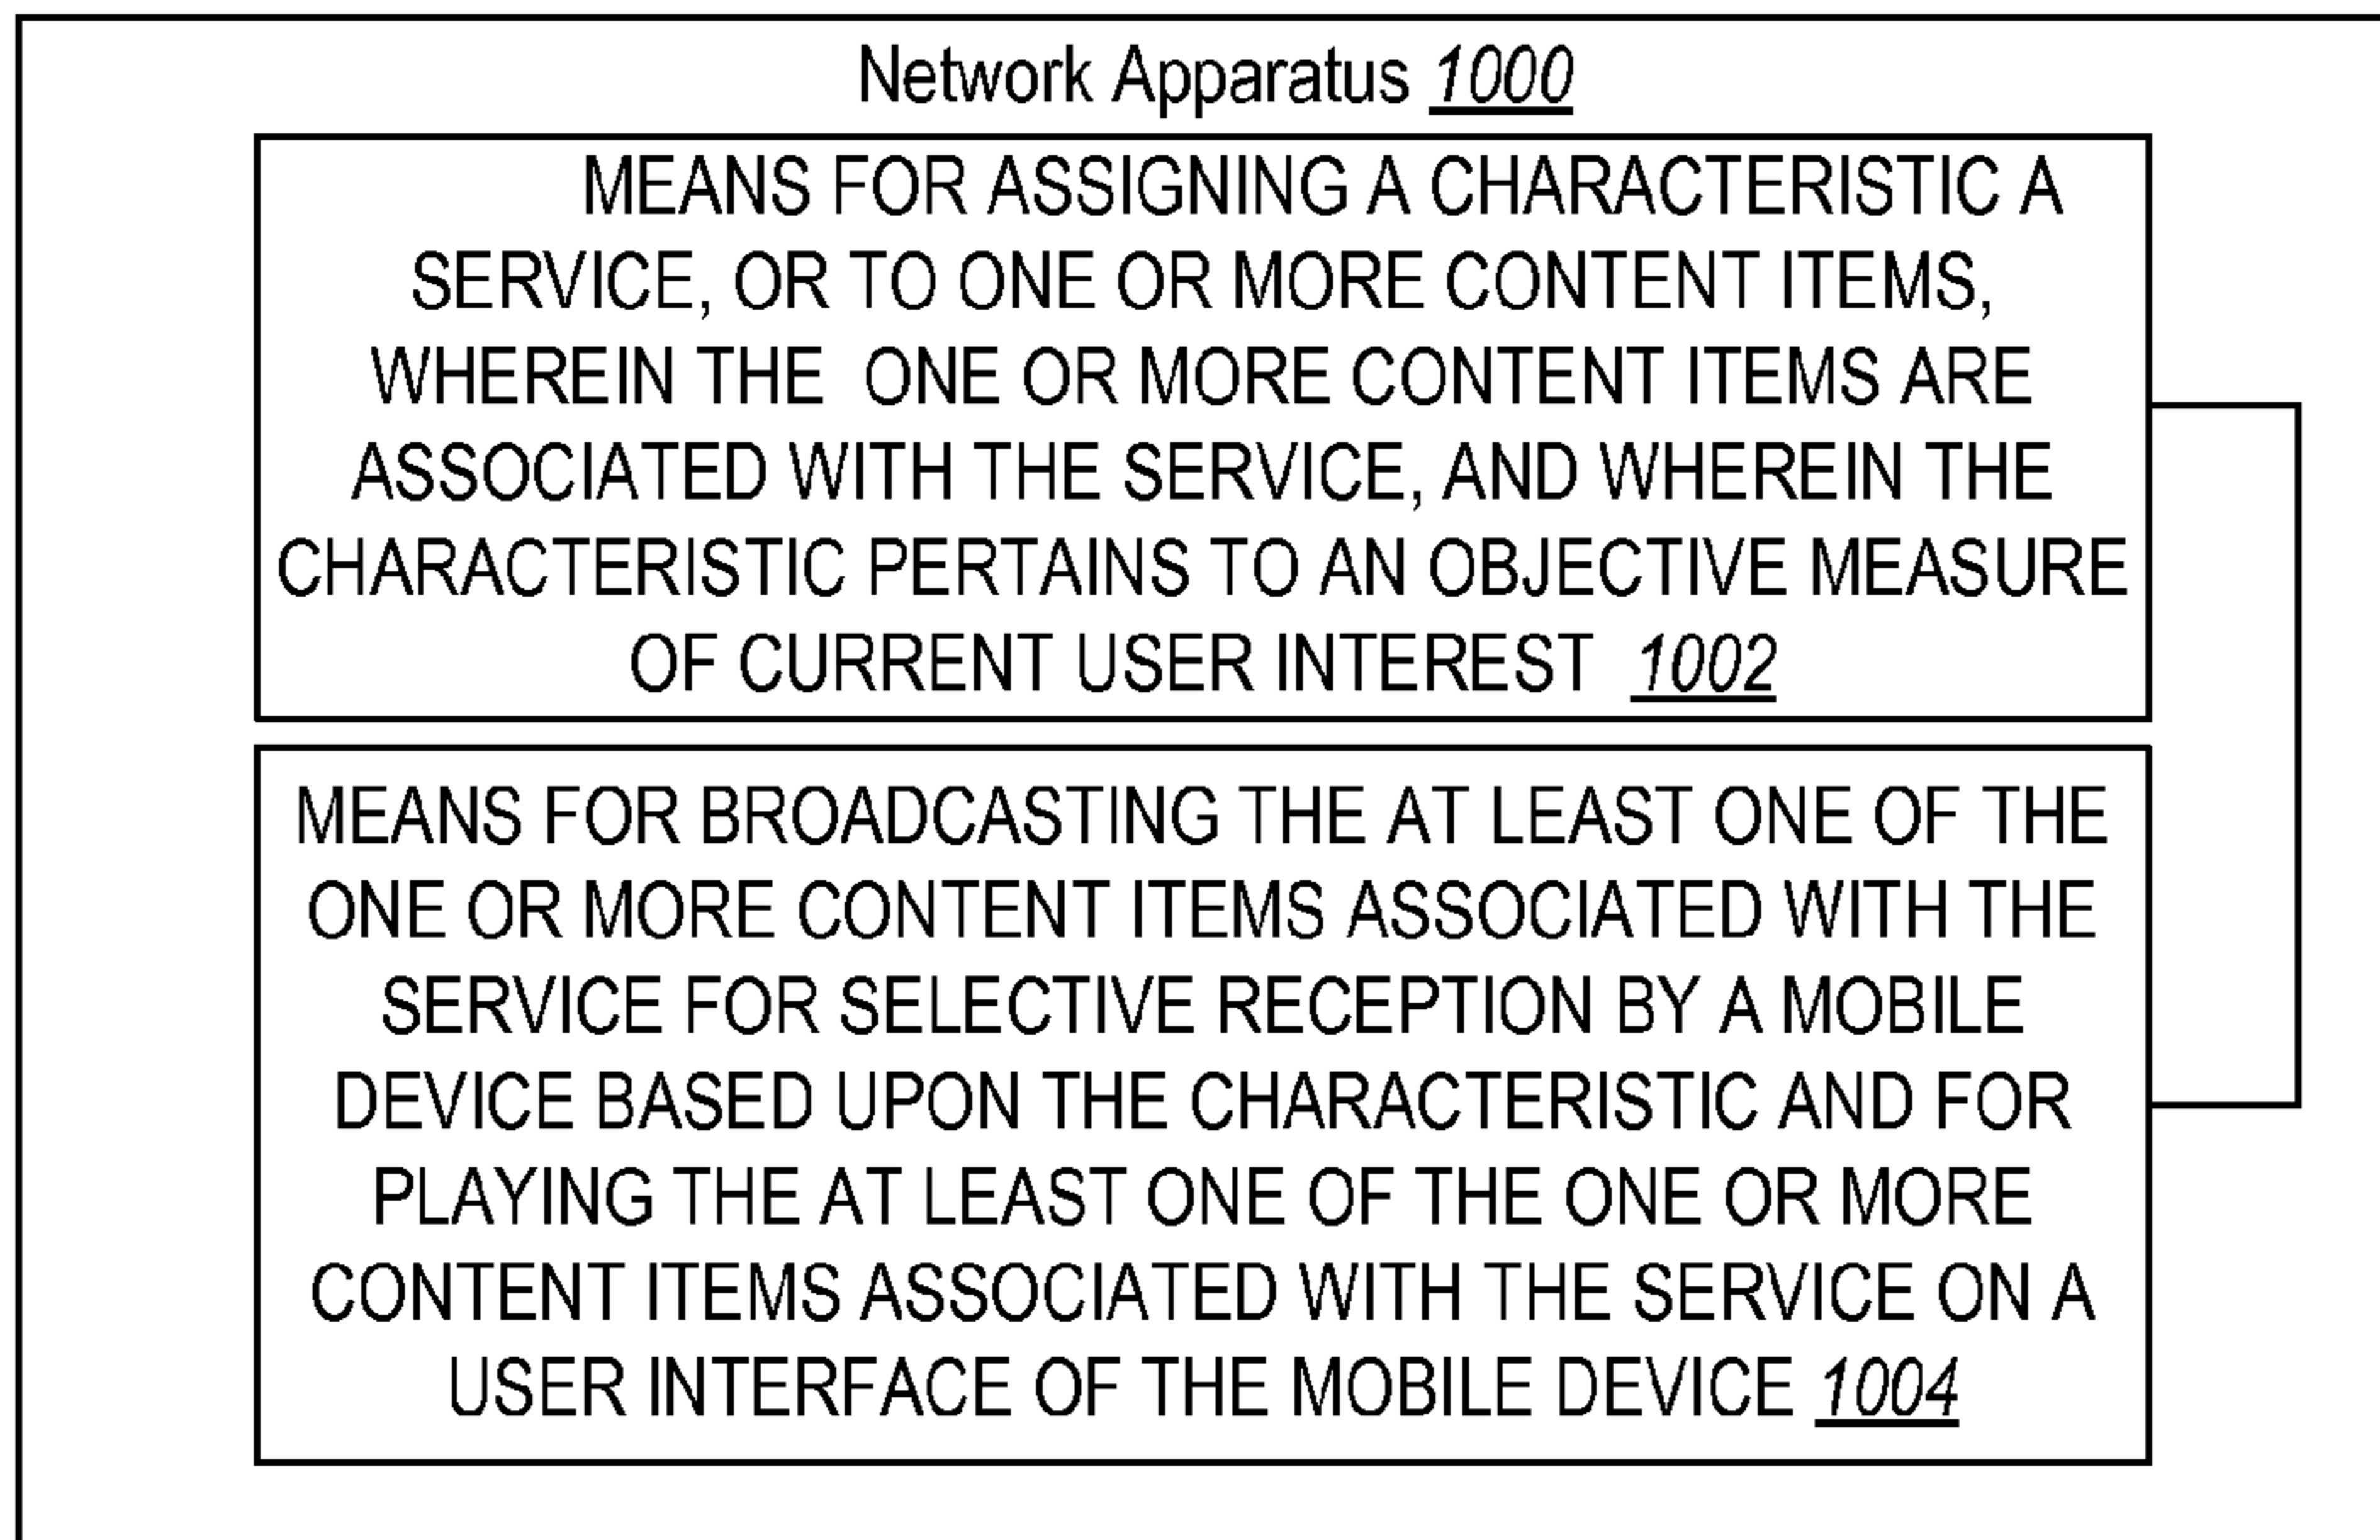 Network Apparatus 1000
MEANS FOR ASSIGNING A CHARACTERISTIC A
SERVICE, OR TO ONE OR MORE CONTENT ITEMS,
WHEREIN THE ONE OR MORE CONTENT ITEMS ARE
ASSOCIATED WITH THE SERVICE, AND WHEREIN THE
CHARACTERISTIC PERTAINS TO AN OBJECTIVE MEASURE
OF CURRENT USER INTEREST 1002
MEANS FOR BROADCASTING THE AT LEAST ONE OF THE
ONE OR MORE CONTENT ITEMS ASSOCIATED WITH THE
SERVICE FOR SELECTIVE RECEPTION BY A MOBILE
DEVICE BASED UPON THE CHARACTERISTIC AND FOR
PLAYING THE AT LEAST ONE OF THE ONE OR MORE
CONTENT ITEMS ASSOCIATED WITH THE SERVICE ON A
USER INTERFACE OF THE MOBILE DEVICE 1004